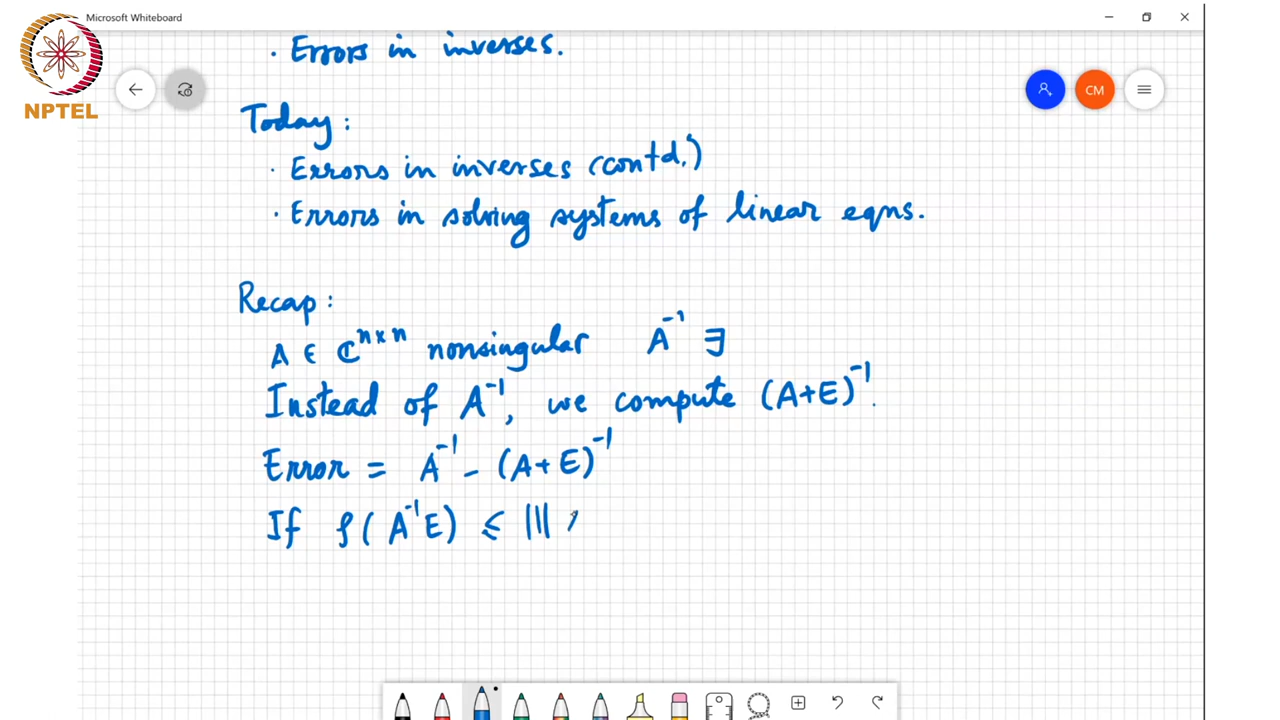 Microsoft Whiteboard
NPTEL
CM
· Errors in inverses.
Today:
· Errors in inverses (contd.)
· Errors in solving systems of linear eqns.
Recap:
A ∈ ℂⁿˣⁿ nonsingular A⁻¹ ∃
Instead of A⁻¹, we compute (A+E)⁻¹.
Error = A⁻¹ - (A+E)⁻¹
If ρ(A⁻¹E) ≤ |||